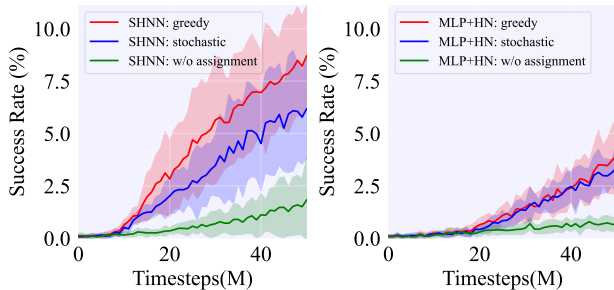 SHNN: greedy
SHNN: stochastic
SHNN: w/o assignment
10.0
7.5
5.0
2.5
0.0
0
20
40
Success Rate (%)
Timesteps(M)
MLP+HN: greedy
MLP+HN: stochastic
MLP+HN: w/o assignment
10.0
7.5
5.0
2.5
0.0
0
20
40
Success Rate (%)
Timesteps(M)